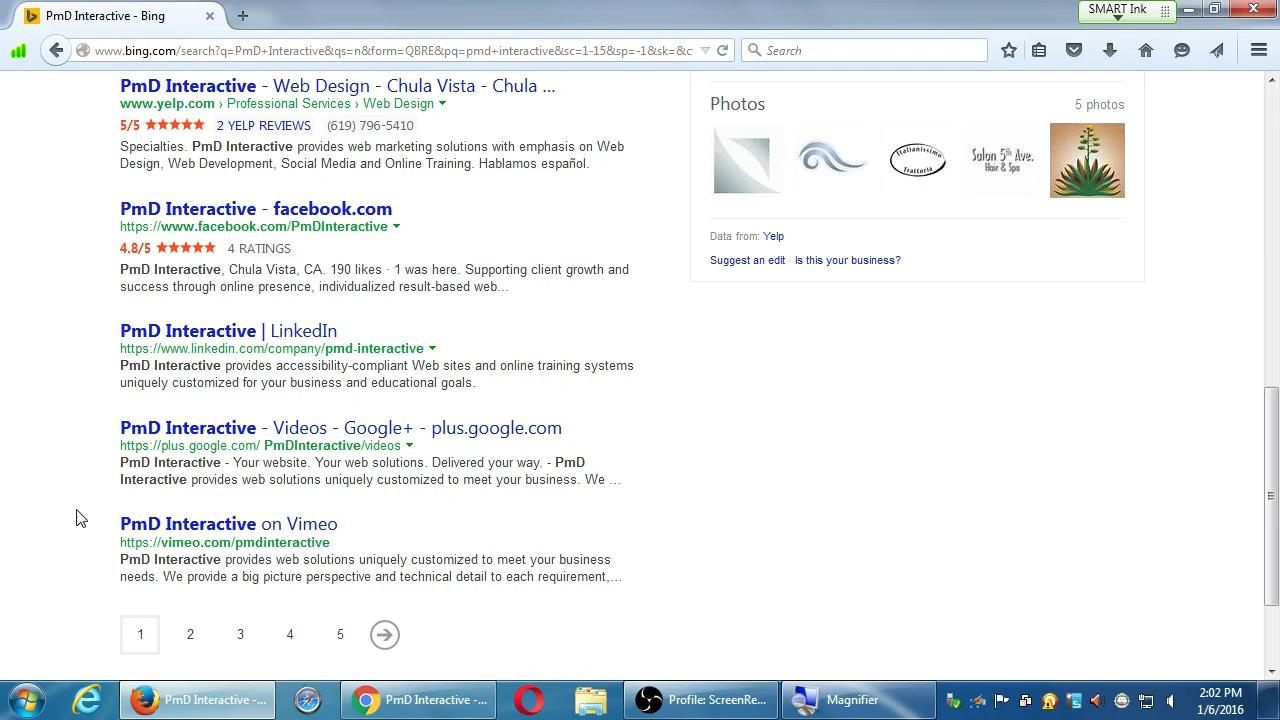 PmD Interactive - Bing
SMART Ink
www.bing.com/search?q=PmD+Interactive&qs=n&form=QBRE&pq=pmd+interactive&sc=1-15&sp=-1&sk=&c
Search
PmD Interactive - Web Design - Chula Vista - Chula ...
www.yelp.com › Professional Services › Web Design
5/5 2 YELP REVIEWS (619) 796-5410
Specialties. PmD Interactive provides web marketing solutions with emphasis on Web
Design, Web Development, Social Media and Online Training. Hablamos español.
PmD Interactive - facebook.com
https://www.facebook.com/PmDInteractive
4.8/5 4 RATINGS
PmD Interactive, Chula Vista, CA. 190 likes · 1 was here. Supporting client growth and
success through online presence, individualized result-based web...
PmD Interactive | LinkedIn
https://www.linkedin.com/company/pmd-interactive
PmD Interactive provides accessibility-compliant Web sites and online training systems
uniquely customized for your business and educational goals.
PmD Interactive - Videos - Google+ - plus.google.com
https://plus.google.com/ PmDInteractive/videos
PmD Interactive - Your website. Your web solutions. Delivered your way. - PmD
Interactive provides web solutions uniquely customized to meet your business. We ...
PmD Interactive on Vimeo
https://vimeo.com/pmdinteractive
PmD Interactive provides web solutions uniquely customized to meet your business
needs. We provide a big picture perspective and technical detail to each requirement,...
1 2 3 4 5
Photos
5 photos
Italianissimo
Trattoria
Salon 5th Ave.
Hair & Spa
Data from: Yelp
Suggest an edit · Is this your business?
PmD Interactive -...
PmD Interactive -...
Profile: ScreenRe...
Magnifier
2:02 PM
1/6/2016